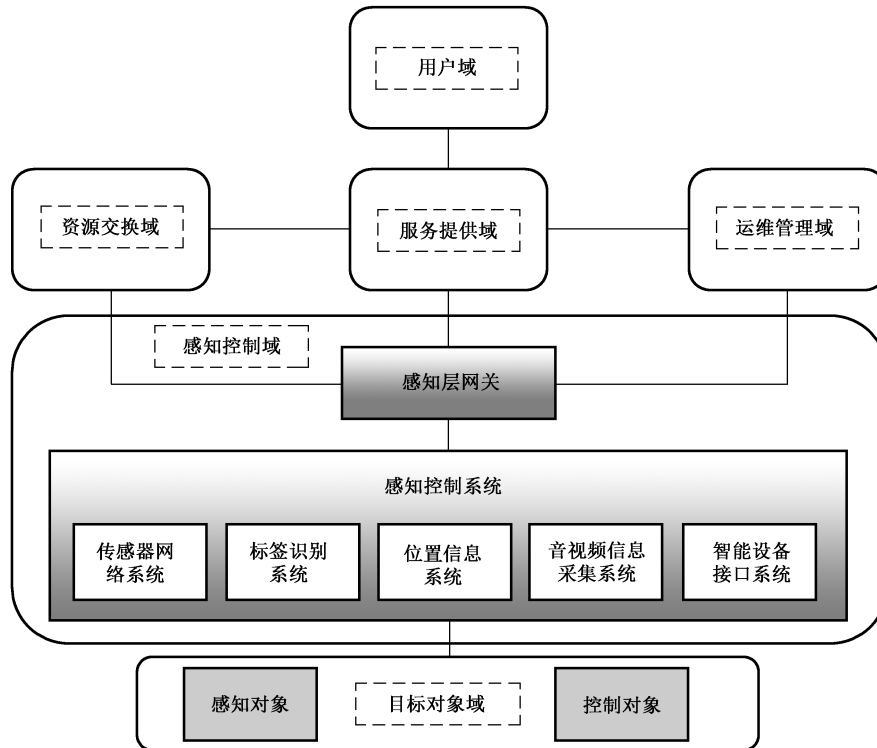 用户域
资源交换域
服务提供域
运维管理域
感知控制域
感知层网关
感知控制系统
传感器网
络系统
标签识别
系统
位置信息
系统
音视频信息
采集系统
智能设备
接口系统
感知对象
目标对象域
控制对象